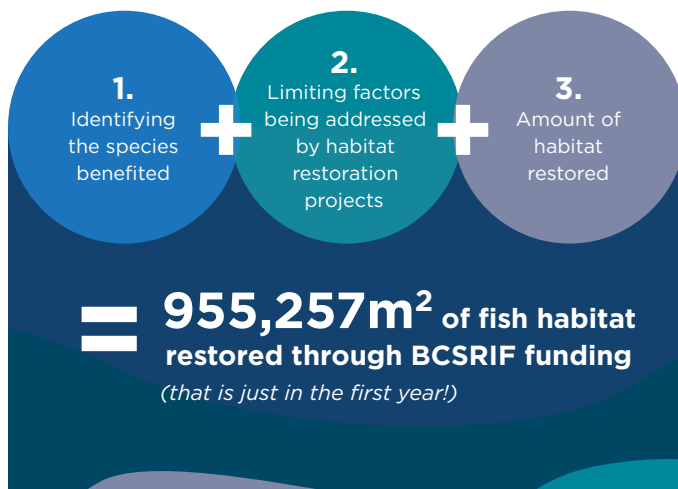 1.
Identifying
the species
benefited
+
2.
Limiting factors
being addressed
by habitat
restoration
projects
+
3.
Amount of
habitat
restored
= 955,257m² of fish habitat
restored through BCSRIF funding
(that is just in the first year!)